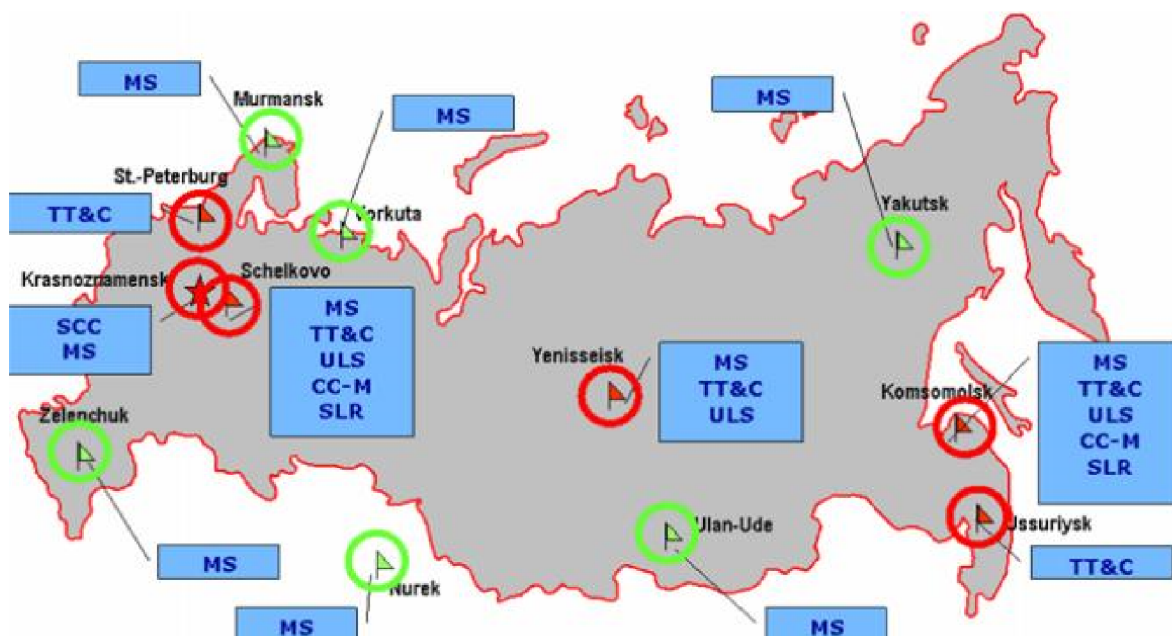 MS
Murmansk
MS
MS
St.-Peterburg
TT&C
Vorkuta
Yakutsk
Krasnoznamensk
Schelkovo
SCC
MS
MS
TT&C
ULS
CC-M
SLR
Yenisseisk
MS
TT&C
ULS
Komsomolsk
MS
TT&C
ULS
CC-M
SLR
Zelenchuk
MS
Nurek
MS
Ulan-Ude
MS
Ussuriysk
TT&C